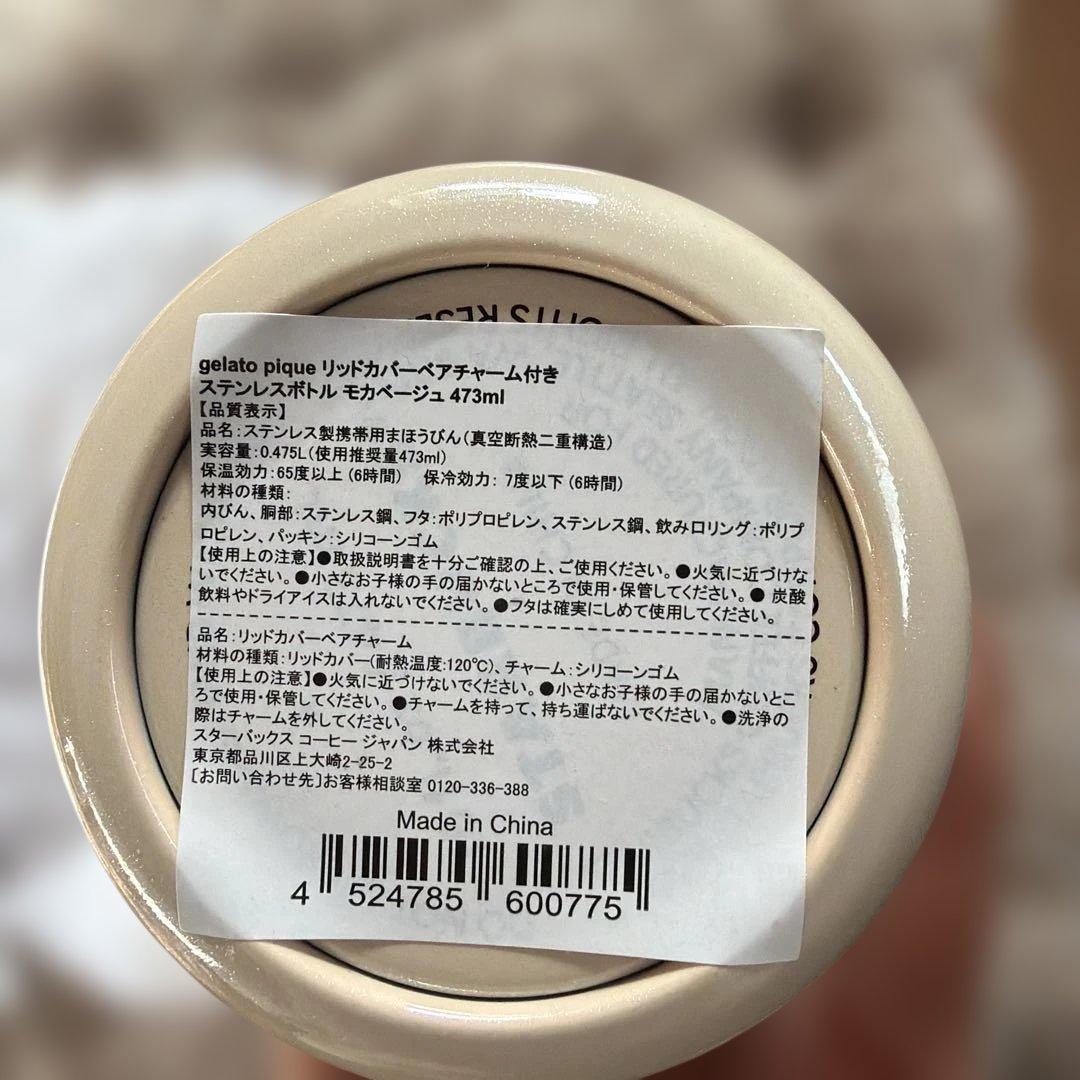 gelato pique リッドカバーベアチャーム付き
ステンレスボトル モカベージュ 473ml
【品質表示】
品名：ステンレス製携帯用まほうびん（真空断熱二重構造）
実容量：0.475L（使用推奨量473ml）
保温効力：65度以上（6時間） 保冷効力： 7度以下（6時間）
材料の種類：
内びん、胴部：ステンレス鋼、フタ：ポリプロピレン、ステンレス鋼、飲み口リング：ポリプ
ロピレン、パッキン：シリコーンゴム
【使用上の注意】●取扱説明書を十分ご確認の上、ご使用ください。●火気に近づけな
いでください。●小さなお子様の手の届かないところで使用・保管してください。● 炭酸
飲料やドライアイスは入れないでください。●フタは確実にしめて使用してください。
品名：リッドカバーベアチャーム
材料の種類：リッドカバー（耐熱温度：120℃）、チャーム：シリコーンゴム
【使用上の注意】●火気に近づけないでください。●小さなお子様の手の届かないとこ
ろで使用・保管してください。●チャームを持って、持ち運ばないでください。●洗浄の
際はチャームを外してください。
スターバックス コーヒー ジャパン 株式会社
東京都品川区上大崎2-25-2
［お問い合わせ先］お客様相談室 0120-336-388
Made in China
4 524785 600775